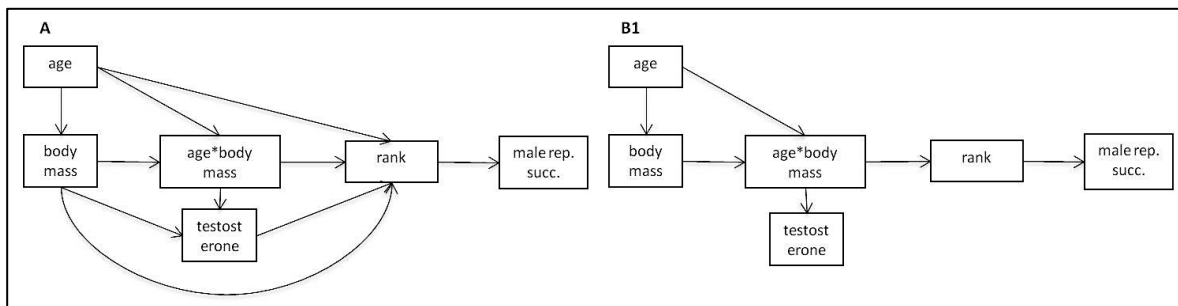 A
age
body
mass
age*body
mass
rank
male rep.
succ.
testost
erone
B1
age
body
mass
age*body
mass
rank
male rep.
succ.
testost
erone